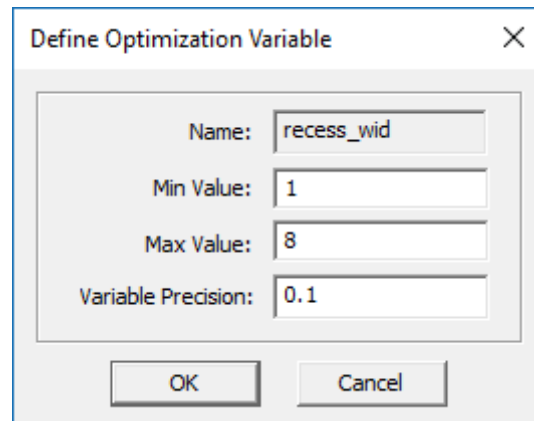 Define Optimization Variable
Name: recess_wid
Min Value: 1
Max Value: 8
Variable Precision: 0.1
OK Cancel